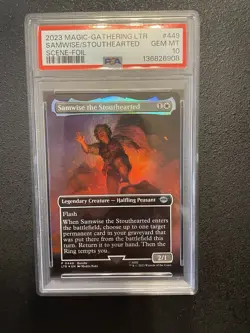 2023 MAGIC-GATHERING LTR #449
SAMWISE/STOUTHEARTED GEM MT
SCENE-FOIL 10
PSA 136826908
Samwise the Stouthearted 1
Legendary Creature — Halfling Peasant
Flash
When Samwise the Stouthearted enters the
battlefield, choose up to one target
permanent card in your graveyard that
was put there from the battlefield this
turn. Return it to your hand. Then the
Ring tempts you.
2/1
LTR